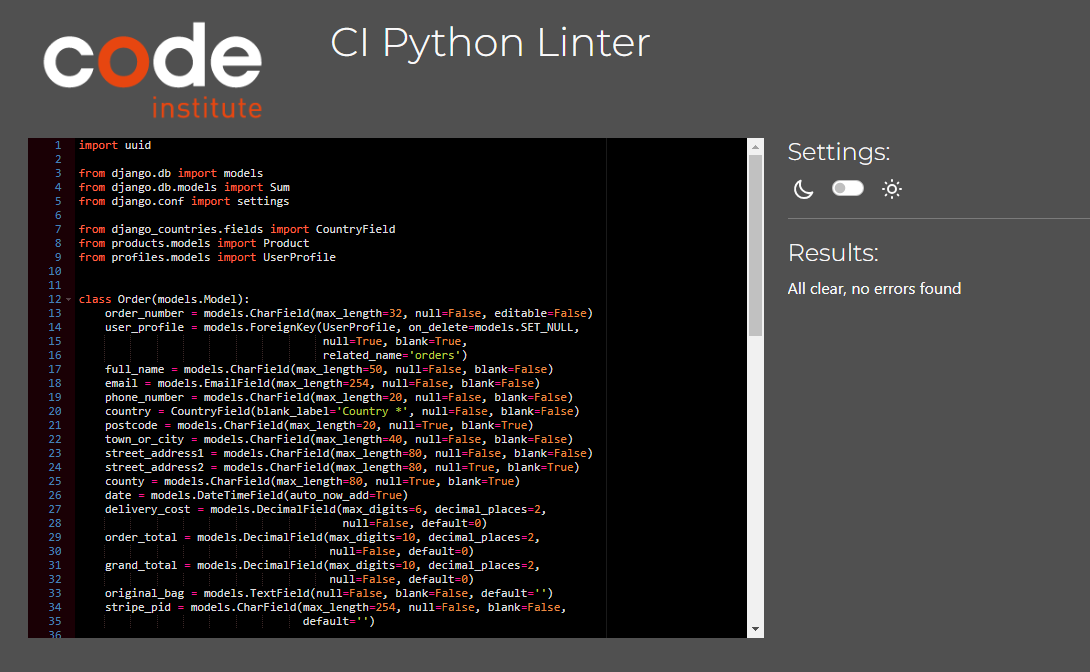 code
institute
CI Python Linter
1 import uuid
2
3 from django.db import models
4 from django.db.models import Sum
5 from django.conf import settings
6
7 from django_countries.fields import CountryField
8 from products.models import Product
9 from profiles.models import UserProfile
10
11
12 class Order(models.Model):
13     order_number = models.CharField(max_length=32, null=False, editable=False)
14     user_profile = models.ForeignKey(UserProfile, on_delete=models.SET_NULL,
15                                      null=True, blank=True,
16                                      related_name='orders')
17     full_name = models.CharField(max_length=50, null=False, blank=False)
18     email = models.EmailField(max_length=254, null=False, blank=False)
19     phone_number = models.CharField(max_length=20, null=False, blank=False)
20     country = CountryField(blank_label='Country *', null=False, blank=False)
21     postcode = models.CharField(max_length=20, null=True, blank=True)
22     town_or_city = models.CharField(max_length=40, null=False, blank=False)
23     street_address1 = models.CharField(max_length=80, null=False, blank=False)
24     street_address2 = models.CharField(max_length=80, null=True, blank=True)
25     county = models.CharField(max_length=80, null=True, blank=True)
26     date = models.DateTimeField(auto_now_add=True)
27     delivery_cost = models.DecimalField(max_digits=6, decimal_places=2,
28                                         null=False, default=0)
29     order_total = models.DecimalField(max_digits=10, decimal_places=2,
30                                       null=False, default=0)
31     grand_total = models.DecimalField(max_digits=10, decimal_places=2,
32                                       null=False, default=0)
33     original_bag = models.TextField(null=False, blank=False, default='')
34     stripe_pid = models.CharField(max_length=254, null=False, blank=False,
35                                   default='')
36
Settings:
Results:
All clear, no errors found